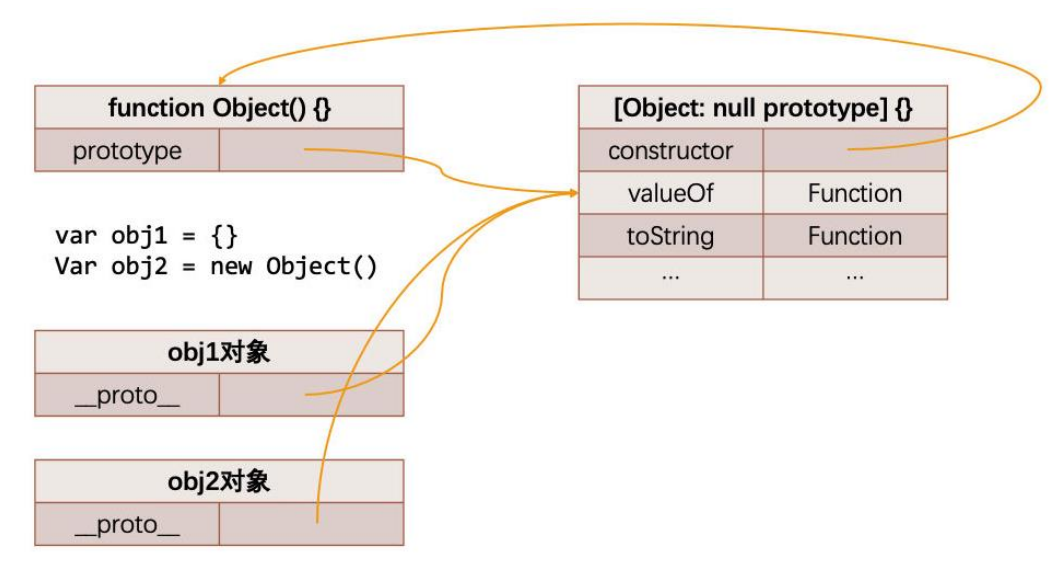 function Object() {}
prototype
var obj1 = {}
Var obj2 = new Object()
obj1对象
__proto__
obj2对象
__proto__
[Object: null prototype] {}
constructor
valueOf Function
toString Function
... ...